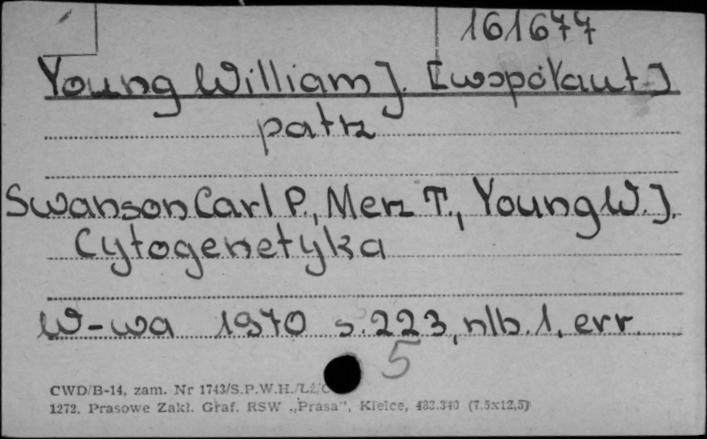 161677
Young William J. [współaut.]
patrz
Swanson Carl P., Merz T., Young W.J.
Cytogenetyka
W-wa 1970 s. 223, nlb. 1, err.
5
CWD/B-14, zam. Nr 1743/S.P.W.H./
1272. Prasowe Zakł. Graf. RSW „Prasa", Kielce, 483.340 (7,5x12,5)